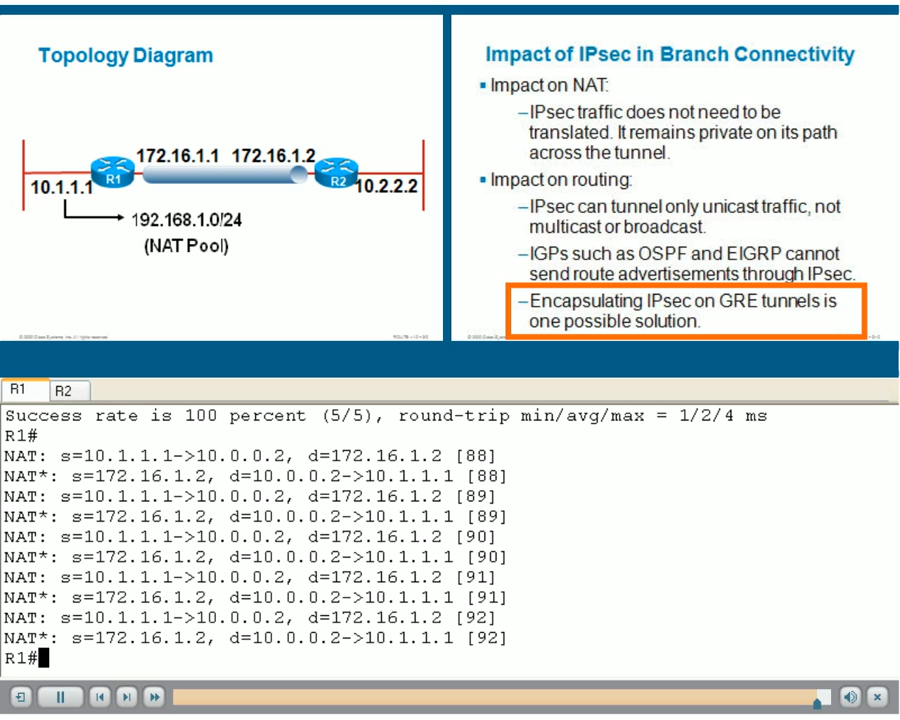 Topology Diagram
172.16.1.1 172.16.1.2
R1
R2
10.1.1.1
10.2.2.2
192.168.1.0/24
(NAT Pool)
Impact of IPsec in Branch Connectivity
Impact on NAT:
–IPsec traffic does not need to be
translated. It remains private on its path
across the tunnel.
Impact on routing:
–IPsec can tunnel only unicast traffic, not
multicast or broadcast.
–IGPs such as OSPF and EIGRP cannot
send route advertisements through IPsec.
–Encapsulating IPsec on GRE tunnels is
one possible solution.
R1 R2
Success rate is 100 percent (5/5), round-trip min/avg/max = 1/2/4 ms
R1#
NAT: s=10.1.1.1->10.0.0.2, d=172.16.1.2 [88]
NAT*: s=172.16.1.2, d=10.0.0.2->10.1.1.1 [88]
NAT: s=10.1.1.1->10.0.0.2, d=172.16.1.2 [89]
NAT*: s=172.16.1.2, d=10.0.0.2->10.1.1.1 [89]
NAT: s=10.1.1.1->10.0.0.2, d=172.16.1.2 [90]
NAT*: s=172.16.1.2, d=10.0.0.2->10.1.1.1 [90]
NAT: s=10.1.1.1->10.0.0.2, d=172.16.1.2 [91]
NAT*: s=172.16.1.2, d=10.0.0.2->10.1.1.1 [91]
NAT: s=10.1.1.1->10.0.0.2, d=172.16.1.2 [92]
NAT*: s=172.16.1.2, d=10.0.0.2->10.1.1.1 [92]
R1#